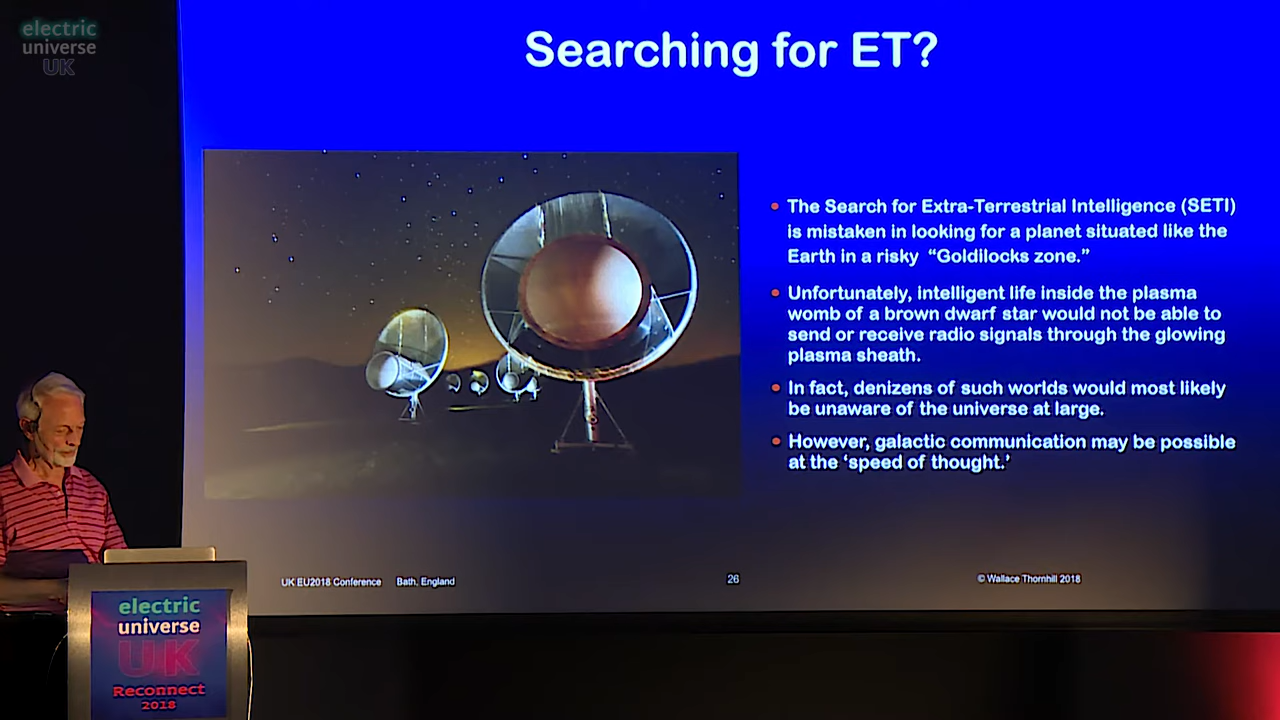 electric
universe
UK
Searching for ET?
• The Search for Extra-Terrestrial Intelligence (SETI)
is mistaken in looking for a planet situated like the
Earth in a risky “Goldilocks zone.”
• Unfortunately, intelligent life inside the plasma
womb of a brown dwarf star would not be able to
send or receive radio signals through the glowing
plasma sheath.
• In fact, denizens of such worlds would most likely
be unaware of the universe at large.
• However, galactic communication may be possible
at the ‘speed of thought.’
UK EU2018 Conference Bath, England
26
© Wallace Thornhill 2018
electric
universe
UK
Reconnect
2018